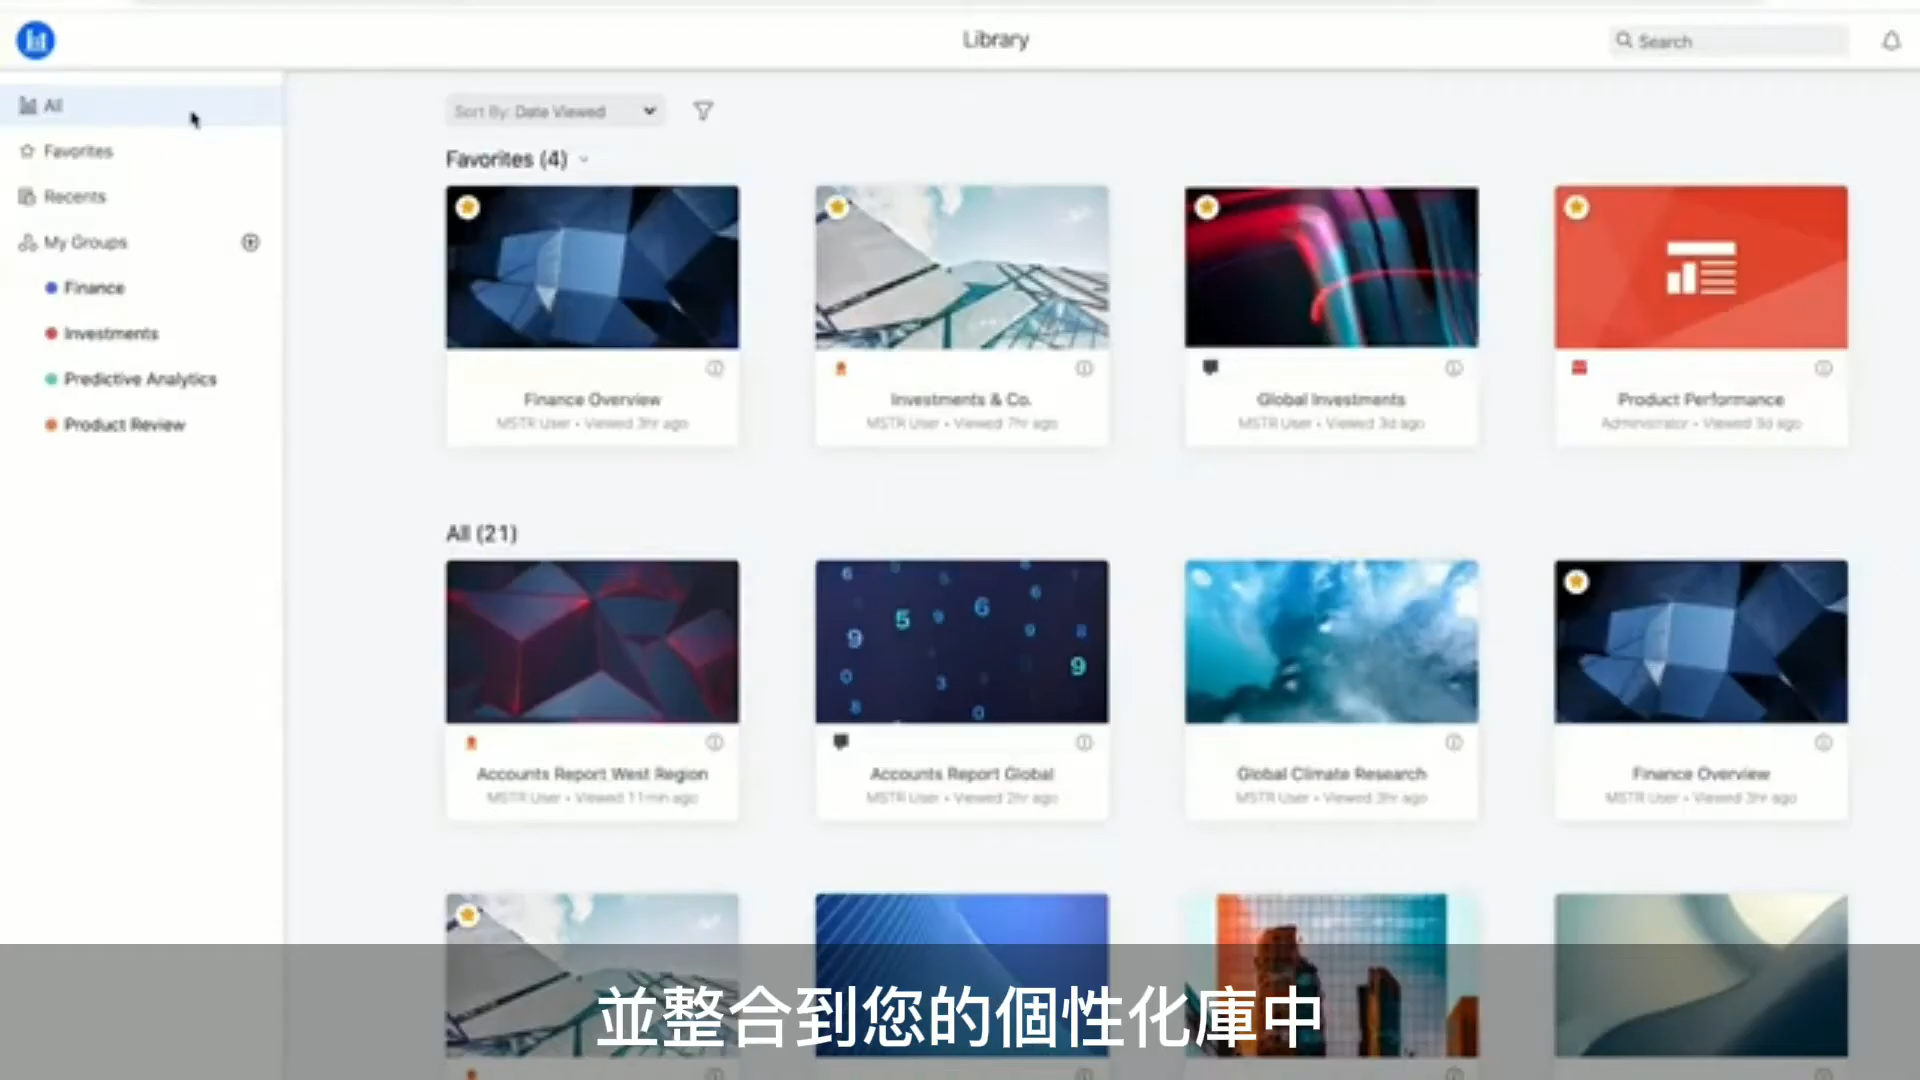 Library
Search
All
Favorites
Recents
My Groups
Finance
Investments
Predictive Analytics
Product Review
Sort By: Date Viewed
Favorites (4)
Finance Overview
MSTR User • Viewed 3hr ago
Investments & Co.
MSTR User • Viewed 7hr ago
Global Investments
MSTR User • Viewed 3d ago
Product Performance
Administrator • Viewed 9d ago
All (21)
Accounts Report West Region
MSTR User • Viewed 11min ago
Accounts Report Global
MSTR User • Viewed 2hr ago
Global Climate Research
MSTR User • Viewed 3hr ago
Finance Overview
MSTR User • Viewed 3hr ago
並整合到您的個性化庫中